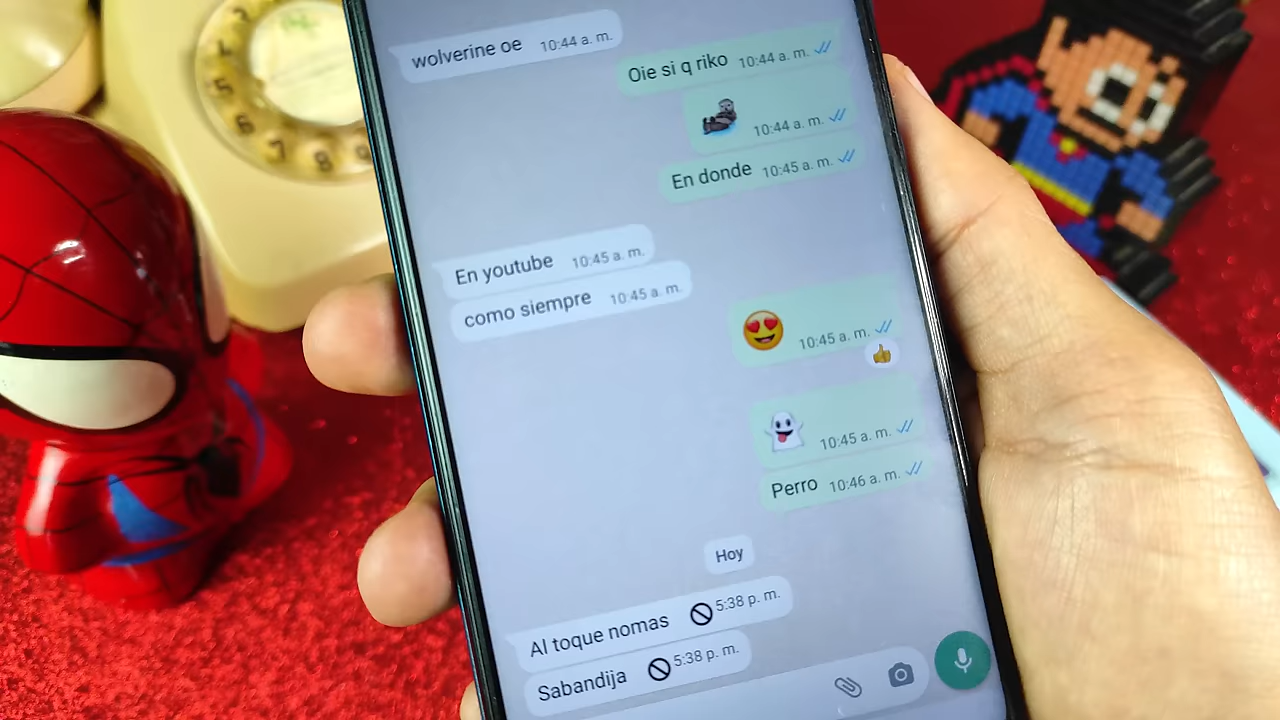 wolverine oe 10:44 a. m.
Oie si q riko 10:44 a. m.
10:44 a. m.
En donde 10:45 a. m.
En youtube 10:45 a. m.
como siempre 10:45 a. m.
10:45 a. m.
10:45 a. m.
Perro 10:46 a. m.
Hoy
Al toque nomas 5:38 p. m.
Sabandija 5:38 p. m.